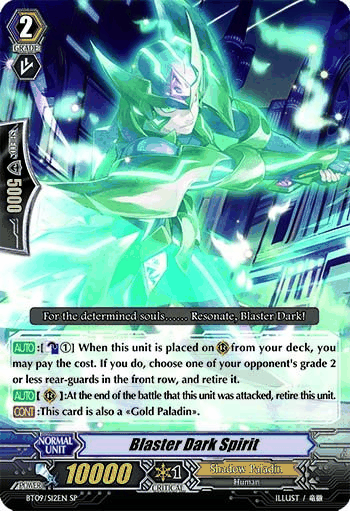 2
GRADE
SHIELD
5000
For the determined souls...... Resonate, Blaster Dark!
AUTO :[ ①] When this unit is placed on from your deck, you
may pay the cost. If you do, choose one of your opponent's grade 2
or less rear-guards in the front row, and retire it.
AUTO [ ] :At the end of the battle that this unit was attacked, retire this unit.
CONT :This card is also a «Gold Paladin».
NORMAL
UNIT
Blaster Dark Spirit
POWER
10000
1
CRITICAL
Shadow Paladin
Human
BT09/S12EN SP
ILLUST / 竜徹